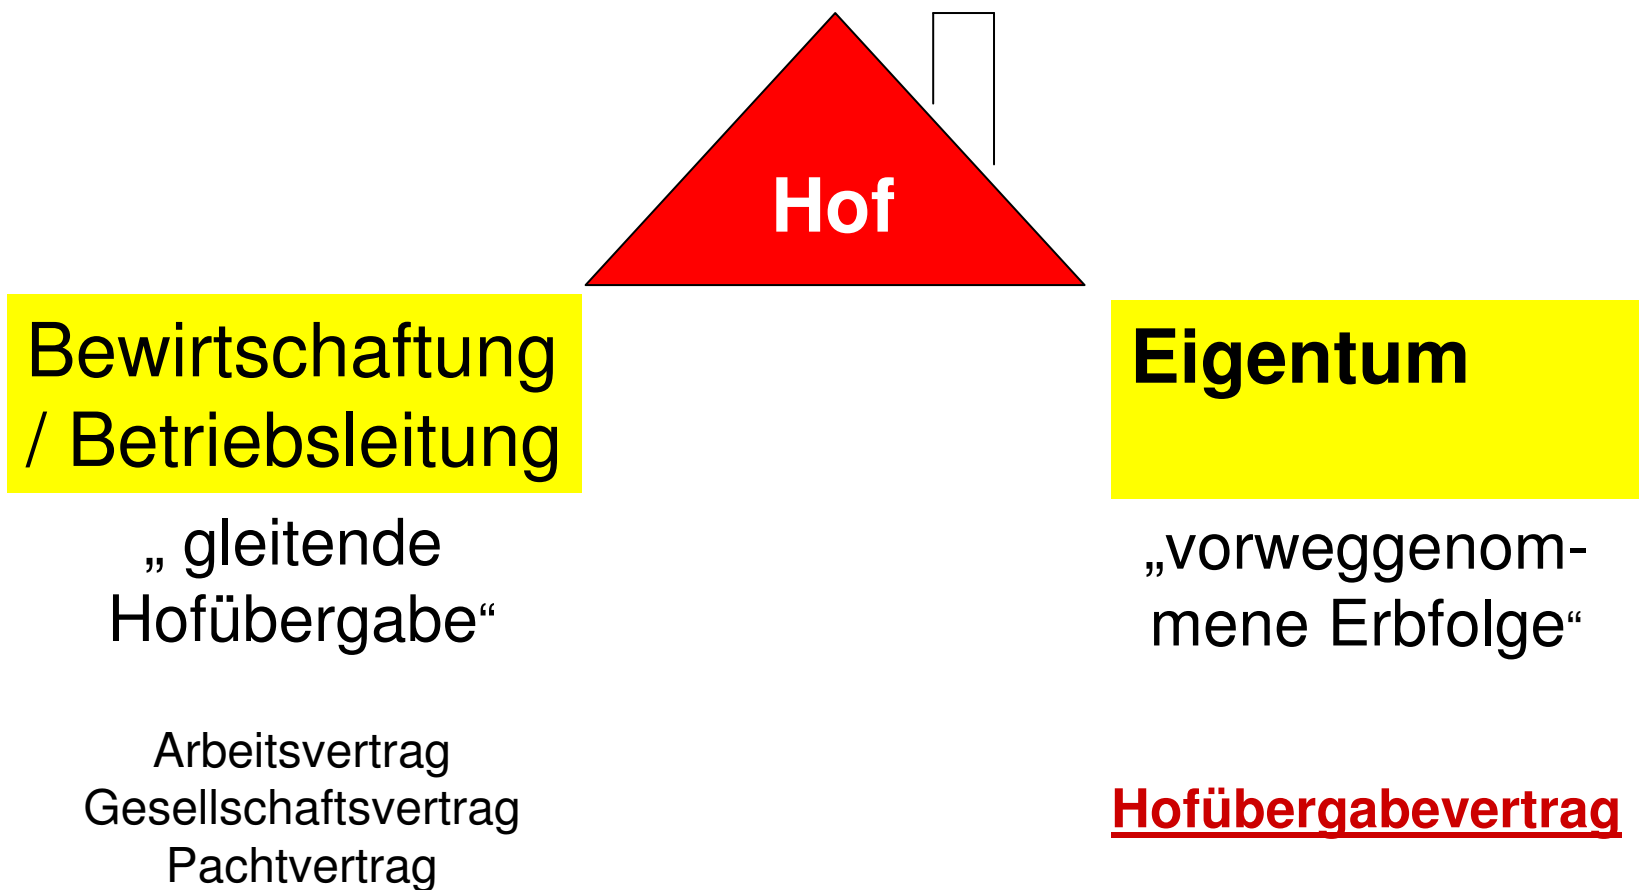 Hof
Bewirtschaftung
/ Betriebsleitung
„ gleitende
Hofübergabe“
Arbeitsvertrag
Gesellschaftsvertrag
Pachtvertrag
Eigentum
„vorweggenom-
mene Erbfolge“
Hofübergabevertrag